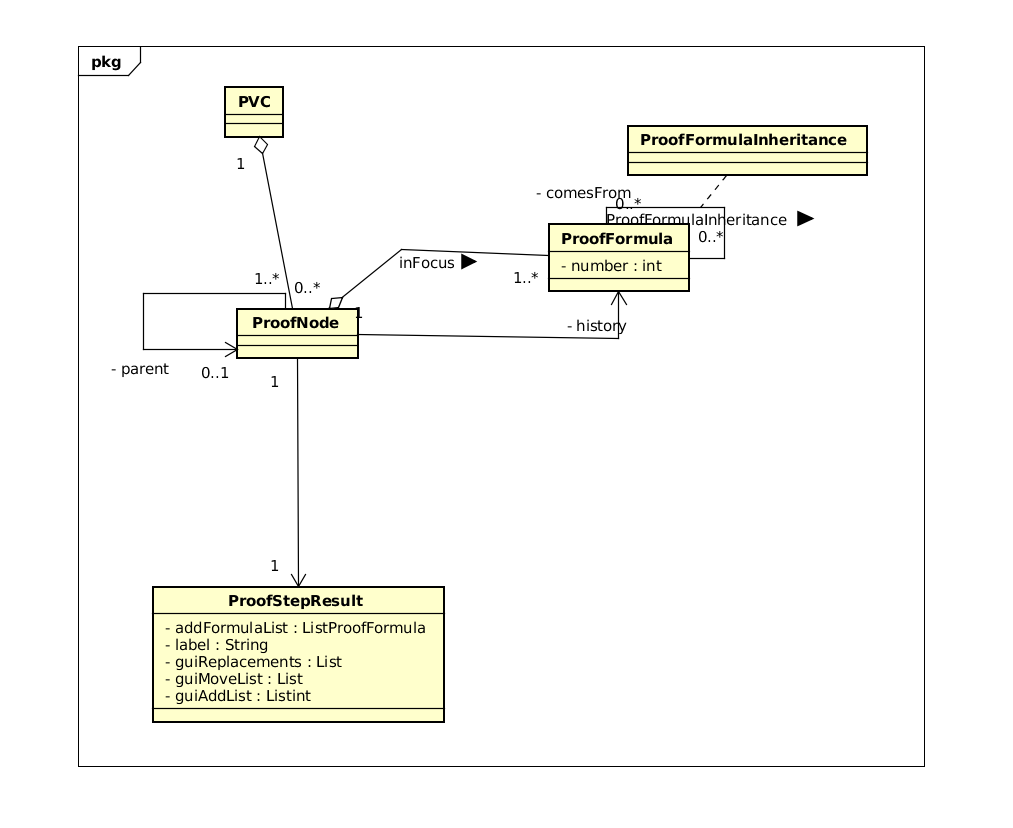 pkg
PVC
1
ProofFormulaInheritance
- comesFrom
0..*
ProofFormulaInheritance
ProofFormula
0..*
- number : int
inFocus
1..*
1..*
0..*
1
ProofNode
- history
- parent
0..1
1
1
ProofStepResult
- addFormulaList : ListProofFormula
- label : String
- guiReplacements : List
- guiMoveList : List
- guiAddList : Listint